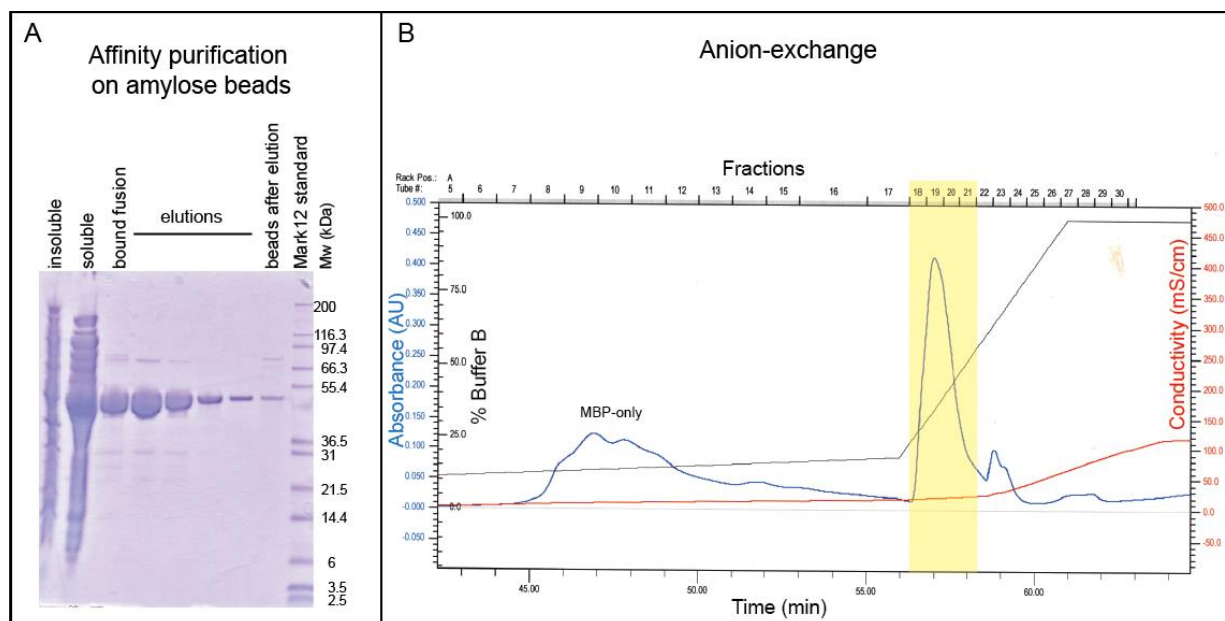 A
Affinity purification
on amylose beads
insoluble
soluble
bound fusion
elutions
beads after elution
Mark12 standard
Mw (kDa)
200
116.3
97.4
66.3
55.4
36.5
31
21.5
14.4
6
3.5
2.5
B
Anion-exchange
Fractions
Rack Pos.: A
Tube #: 5 6 7 8 9 10 11 12 13 14 15 16 17 18 19 20 21 22 23 24 25 26 27 28 29 30
Absorbance (AU)
0.500
0.450
0.400
0.350
0.300
0.250
0.200
0.150
0.100
0.050
-0.000
-0.050
% Buffer B
100.0
75.0
50.0
25.0
0.0
MBP-only
Conductivity (mS/cm)
500.0
450.0
400.0
350.0
300.0
250.0
200.0
150.0
100.0
50.0
0.0
-50.0
45.00 50.00 55.00 60.00
Time (min)